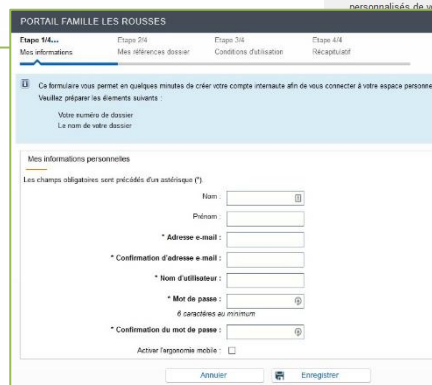 personnalisés de v
PORTAIL FAMILLE LES ROUSSES
Etape 1/4... Etape 2/4 Etape 3/4 Etape 4/4
Mes informations Mes références dossier Conditions d'utilisation Récapitulatif
Ce formulaire vous permet en quelques minutes de créer votre compte internaute afin de vous connecter à votre espace personne
Veuillez préparer les élements suivants :
Votre numéro de dossier
Le nom de votre dossier
Mes informations personnelles
Les champs obligatoires sont précédés d'un astérisque (*).
Nom :
Prénom :
* Adresse e-mail :
* Confirmation d'adresse e-mail :
* Nom d'utilisateur :
* Mot de passe :
6 caractères au minimum
* Confirmation du mot de passe :
Activer l'ergonomie mobile :
Annuler Enregistrer